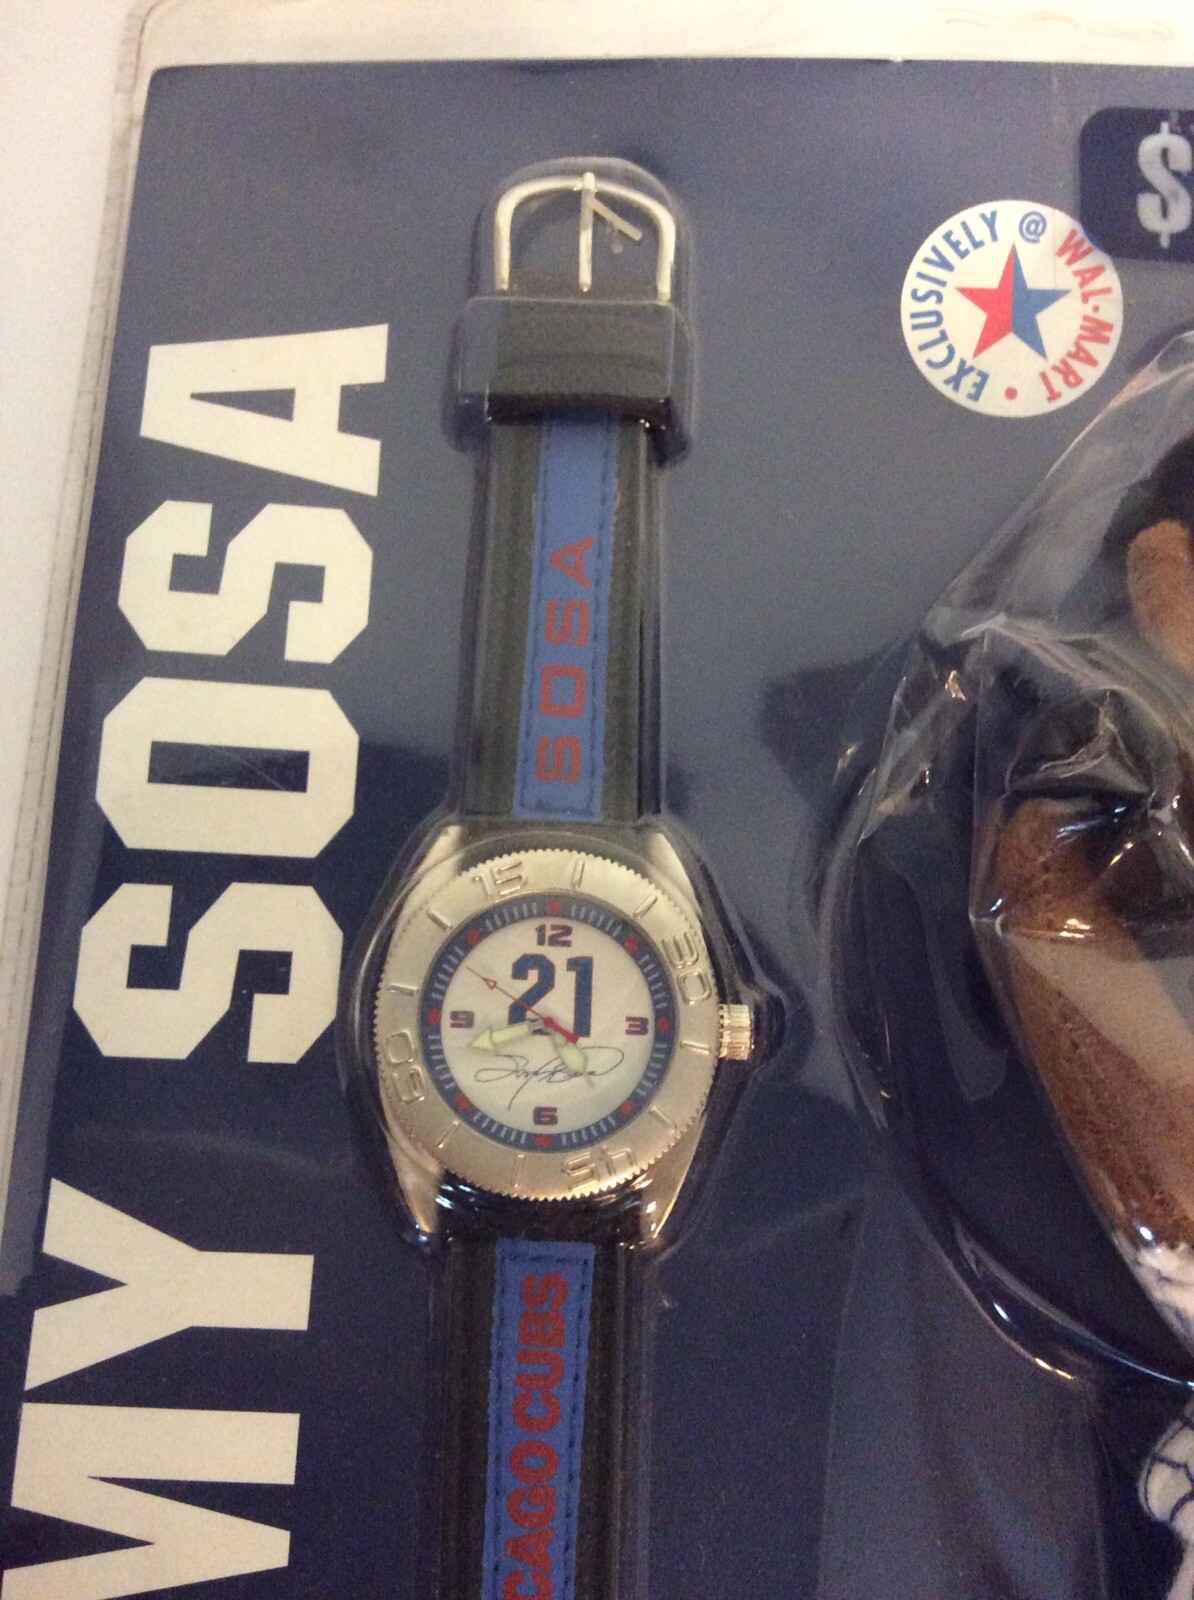 MY SOSA
$
EXCLUSIVELY @ WAL-MART •
SOSA
15
30
45
60
12
21
9
3
6
CAGO CUBS